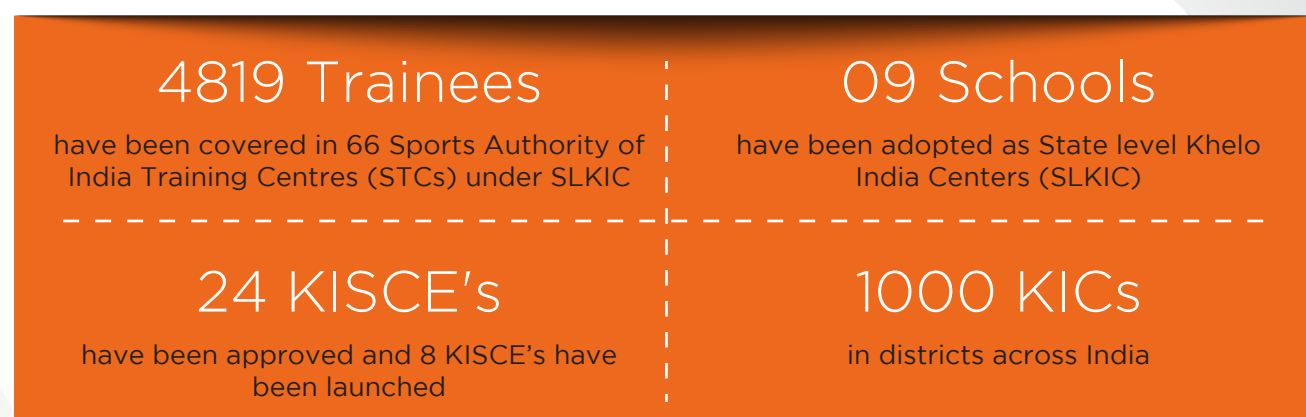 4819 Trainees
have been covered in 66 Sports Authority of
India Training Centres (STCs) under SLKIC
09 Schools
have been adopted as State level Khelo
India Centers (SLKIC)
24 KISCE's
have been approved and 8 KISCE’s have
been launched
1000 KICs
in districts across India